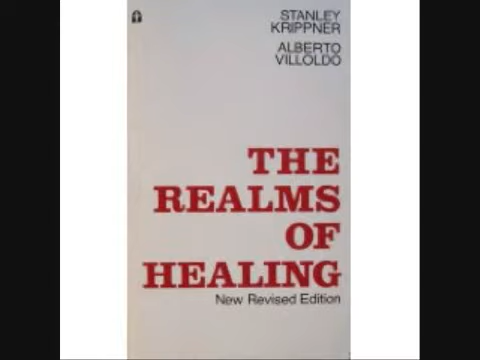 STANLEY
KRIPPNER
ALBERTO
VILLOLDO
THE
REALMS
OF
HEALING
New Revised Edition